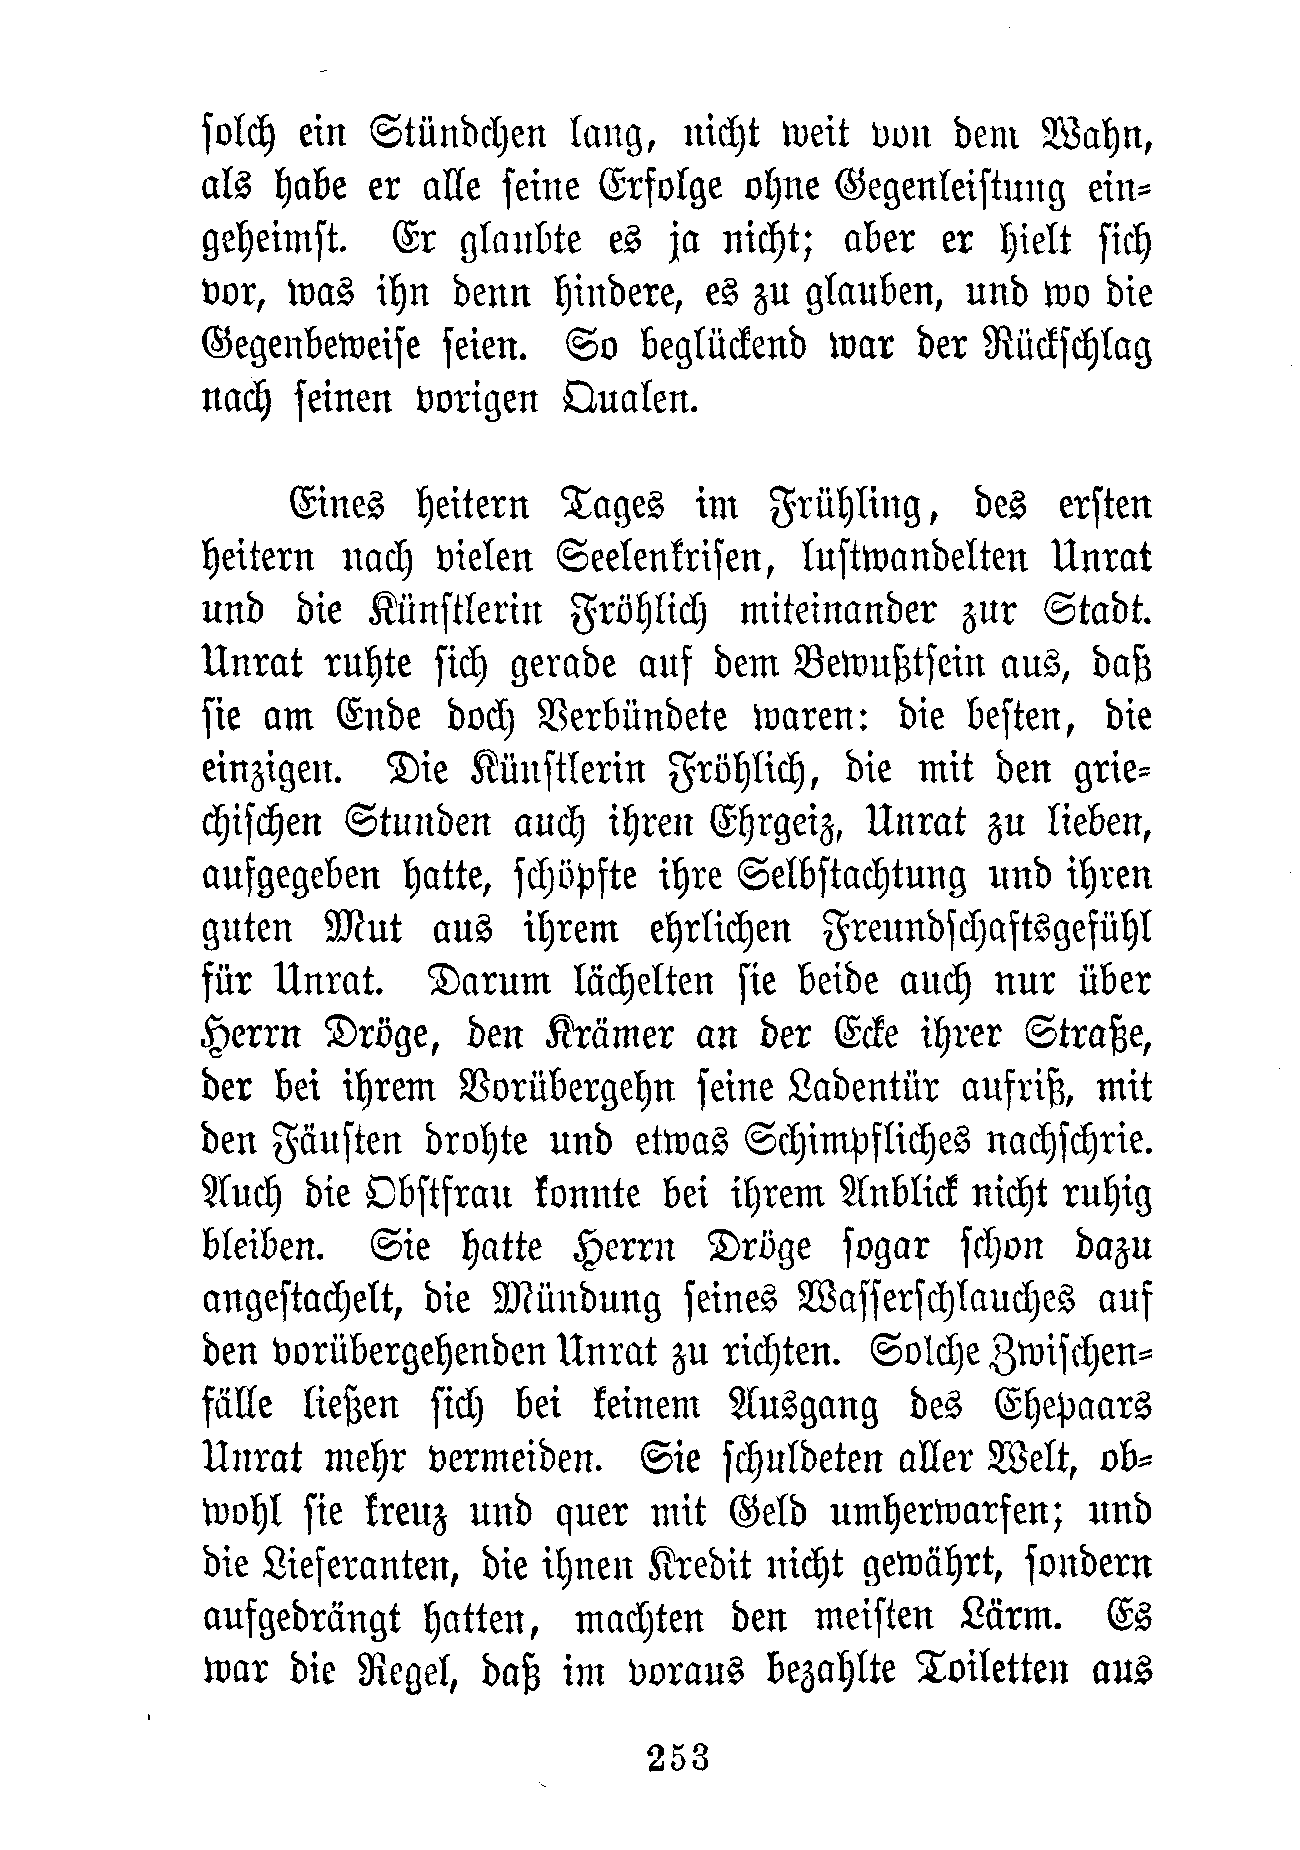 solch ein Stündchen lang, nicht weit von dem Wahn,
als habe er alle seine Erfolge ohne Gegenleistung ein-
geheimst. Er glaubte es ja nicht; aber er hielt sich
vor, was ihn denn hindere, es zu glauben, und wo die
Gegenbeweise seien. So beglückend war der Rückschlag
nach seinen vorigen Qualen.
Eines heitern Tages im Frühling, des ersten
heitern nach vielen Seelenkrisen, lustwandelten Unrat
und die Künstlerin Fröhlich miteinander zur Stadt.
Unrat ruhte sich gerade auf dem Bewußtsein aus, daß
sie am Ende doch Verbündete waren: die besten, die
einzigen. Die Künstlerin Fröhlich, die mit den grie-
chischen Stunden auch ihren Ehrgeiz, Unrat zu lieben,
aufgegeben hatte, schöpfte ihre Selbstachtung und ihren
guten Mut aus ihrem ehrlichen Freundschaftsgefühl
für Unrat. Darum lächelten sie beide auch nur über
Herrn Dröge, den Krämer an der Ecke ihrer Straße,
der bei ihrem Vorübergehn seine Ladentür aufriß, mit
den Fäusten drohte und etwas Schimpfliches nachschrie.
Auch die Obstfrau konnte bei ihrem Anblick nicht ruhig
bleiben. Sie hatte Herrn Dröge sogar schon dazu
angestachelt, die Mündung seines Wasserschlauches auf
den vorübergehenden Unrat zu richten. Solche Zwischen-
fälle ließen sich bei keinem Ausgang des Ehepaars
Unrat mehr vermeiden. Sie schuldeten aller Welt, ob-
wohl sie kreuz und quer mit Geld umherwarfen; und
die Lieferanten, die ihnen Kredit nicht gewährt, sondern
aufgedrängt hatten, machten den meisten Lärm. Es
war die Regel, daß im voraus bezahlte Toiletten aus
253